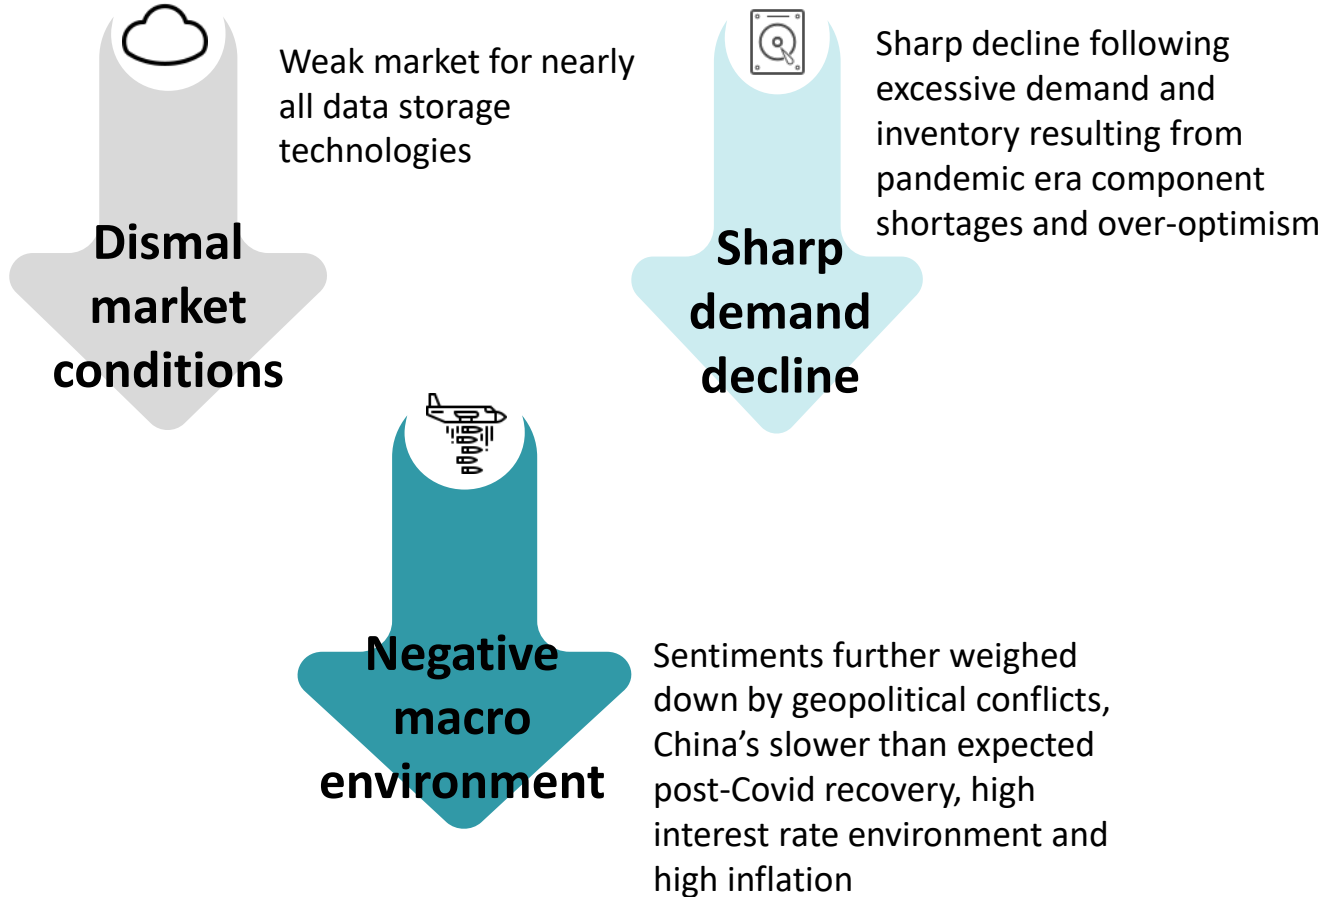 Weak market for nearly
all data storage
technologies
Dismal
market
conditions
Sharp decline following
excessive demand and
inventory resulting from
pandemic era component
shortages and over-optimism
Sharp
demand
decline
Negative
macro
environment
Sentiments further weighed
down by geopolitical conflicts,
China’s slower than expected
post-Covid recovery, high
interest rate environment and
high inflation